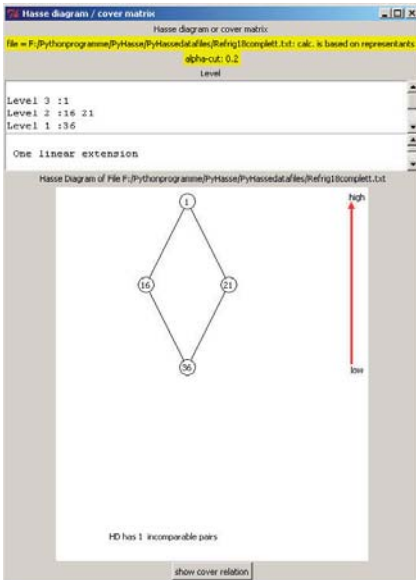 Hasse diagram / cover matrix
Hasse diagram or cover matrix
file = F:/Pythonprogramme/PyHasse/PyHassedatafiles/Refrig18complett.txt: calc. is based on representants
alpha-cut: 0.2
Level
Level 3 :1
Level 2 :16 21
Level 1 :36
One linear extension
Hasse Diagram of File F:/Pythonprogramme/PyHasse/PyHassedatafiles/Refrig18complett.txt
high
1
16
21
36
low
HD has 1 incomparable pairs
show cover relation